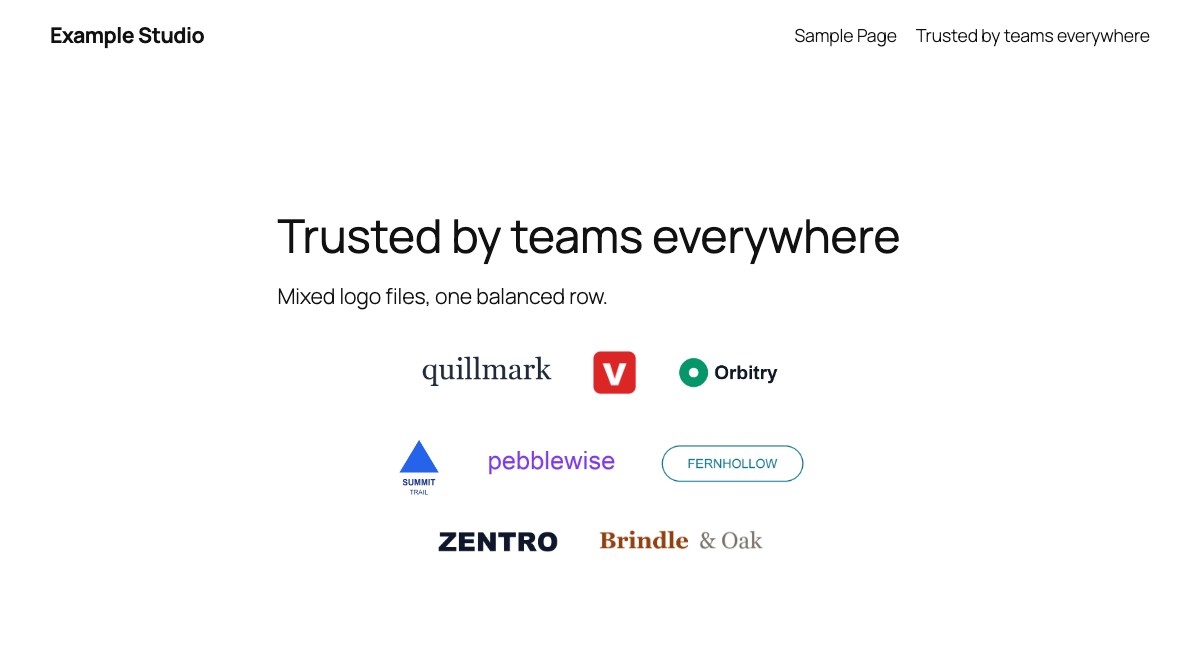 Example Studio
Sample Page
Trusted by teams everywhere
Trusted by teams everywhere
Mixed logo files, one balanced row.
quillmark
V
Orbitry
SUMMIT
TRAIL
pebblewise
FERNHOLLOW
ZENTRO
Brindle & Oak